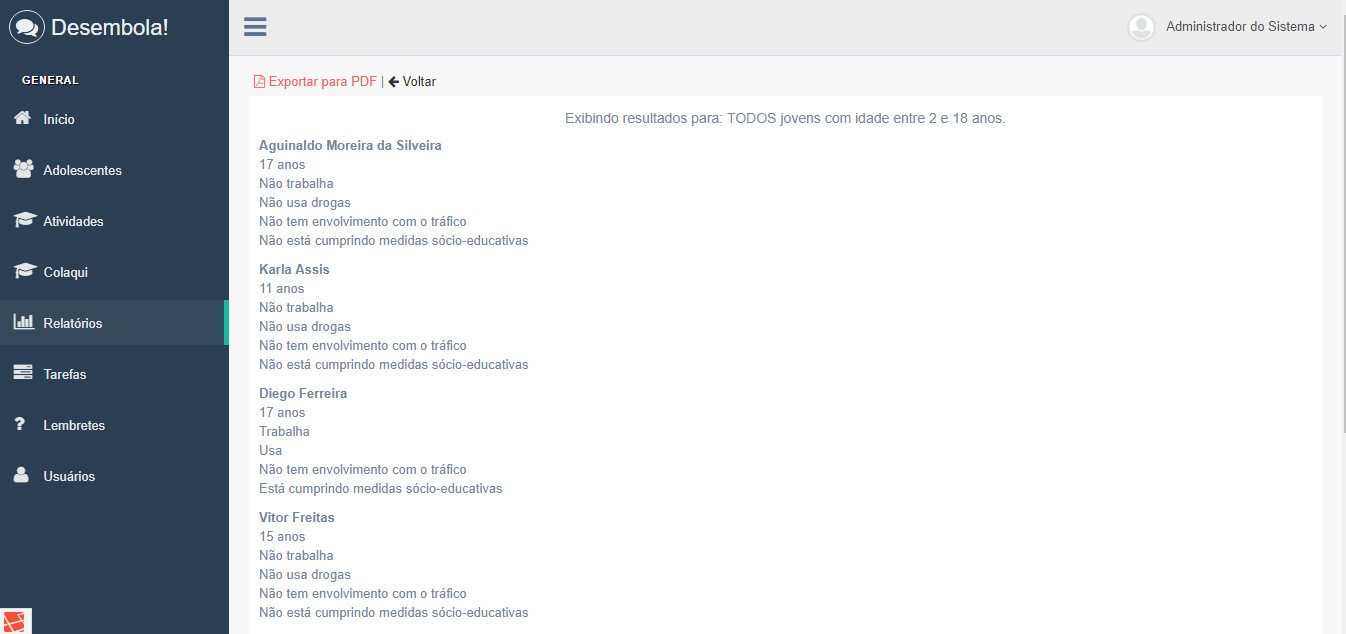 Desembola!
Administrador do Sistema
GENERAL
Início
Adolescentes
Atividades
Colaqui
Relatórios
Tarefas
Lembretes
Usuários
Exportar para PDF | Voltar
Exibindo resultados para: TODOS jovens com idade entre 2 e 18 anos.
Aguinaldo Moreira da Silveira
17 anos
Não trabalha
Não usa drogas
Não tem envolvimento com o tráfico
Não está cumprindo medidas sócio-educativas
Karla Assis
11 anos
Não trabalha
Não usa drogas
Não tem envolvimento com o tráfico
Não está cumprindo medidas sócio-educativas
Diego Ferreira
17 anos
Trabalha
Usa
Não tem envolvimento com o tráfico
Está cumprindo medidas sócio-educativas
Vitor Freitas
15 anos
Não trabalha
Não usa drogas
Não tem envolvimento com o tráfico
Não está cumprindo medidas sócio-educativas